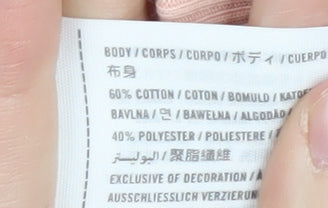 BODY / CORPS / CORPO / ボディ / CUERPO
布身
60% COTTON / COTON / BOMULD /
BAVLNA / 면 / BAWEŁNA / ALGODÃO
40% POLYESTER / POLIESTERE /
البوليستر / 聚脂纖維
EXCLUSIVE OF DECORATION /
AUSSCHLIESSLICH VERZIERUN